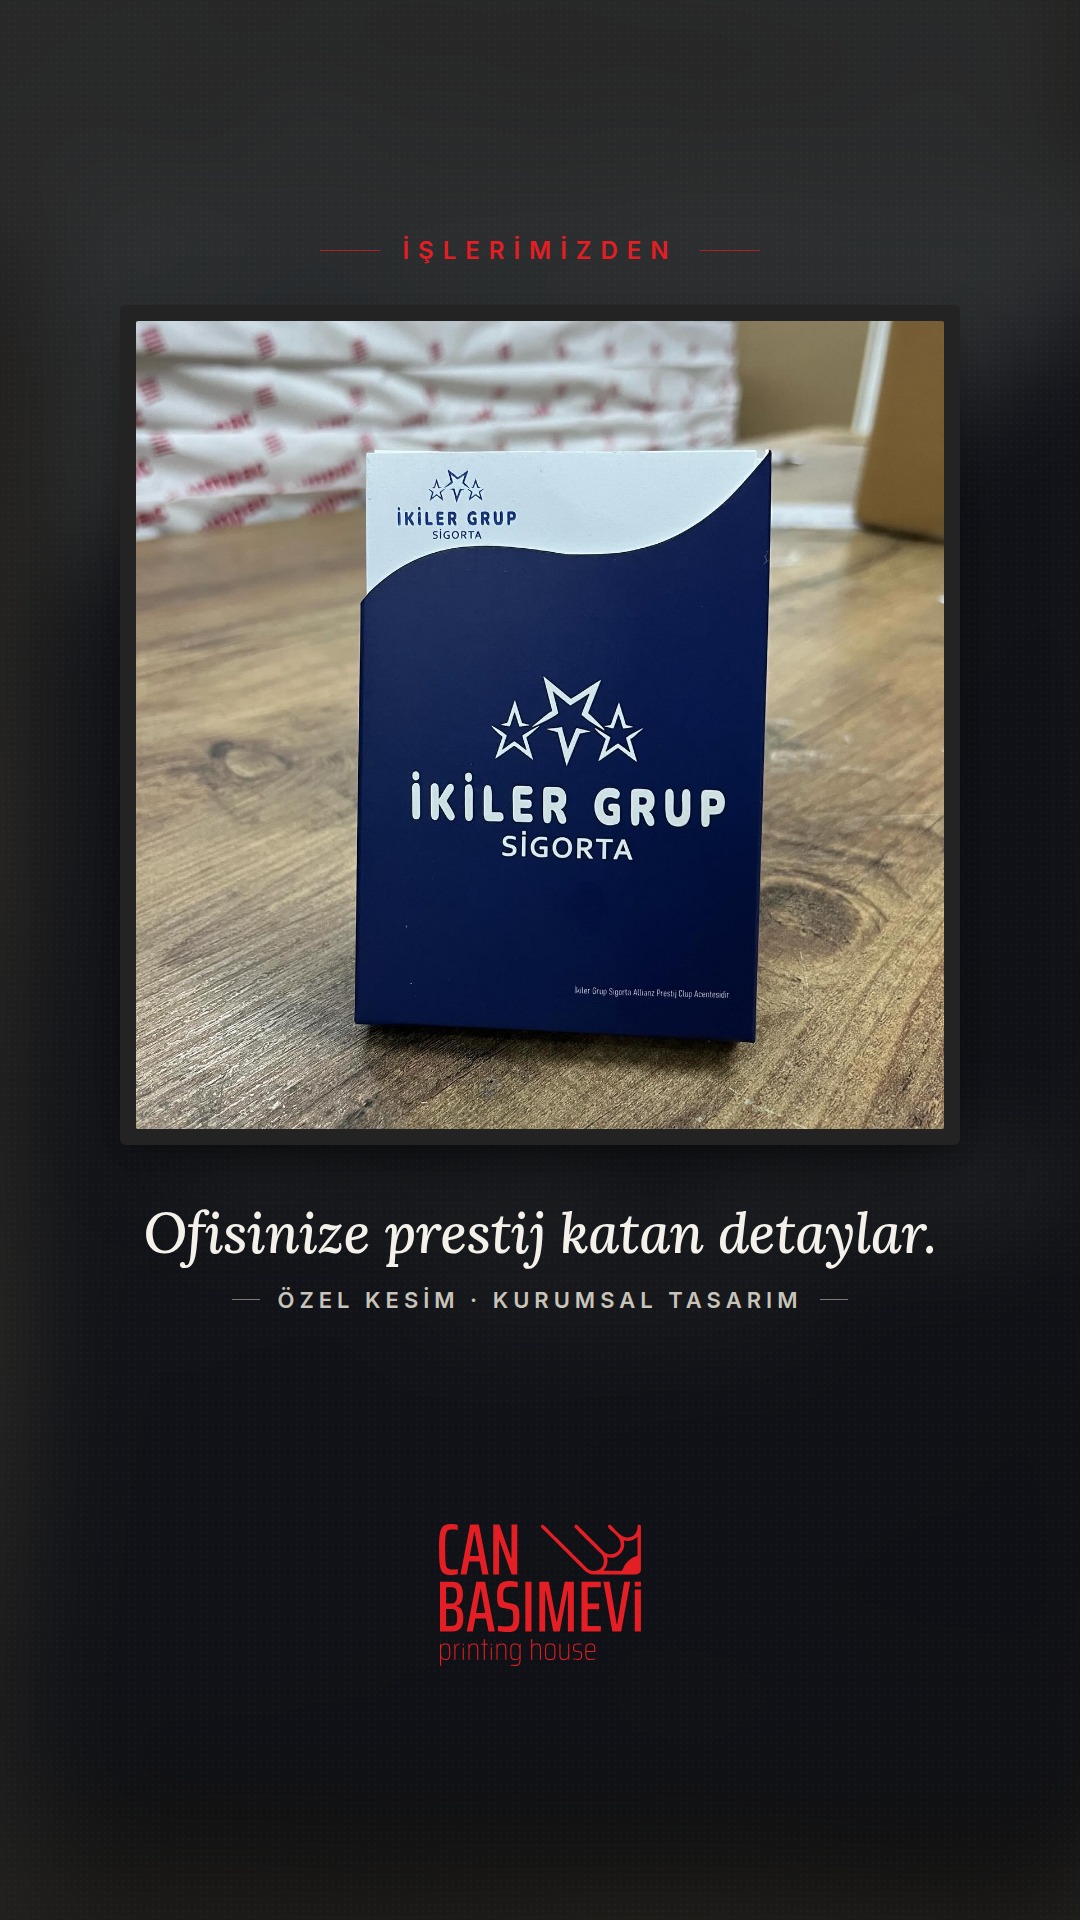 İŞLERİMİZDEN
İKİLER GRUP
SİGORTA
İKİLER GRUP
SİGORTA
İkiler Grup Sigorta Allianz Prestij Clup Acentesidir
Ofisinize prestij katan detaylar.
ÖZEL KESİM · KURUMSAL TASARIM
CAN
BASIMEVİ
printing house